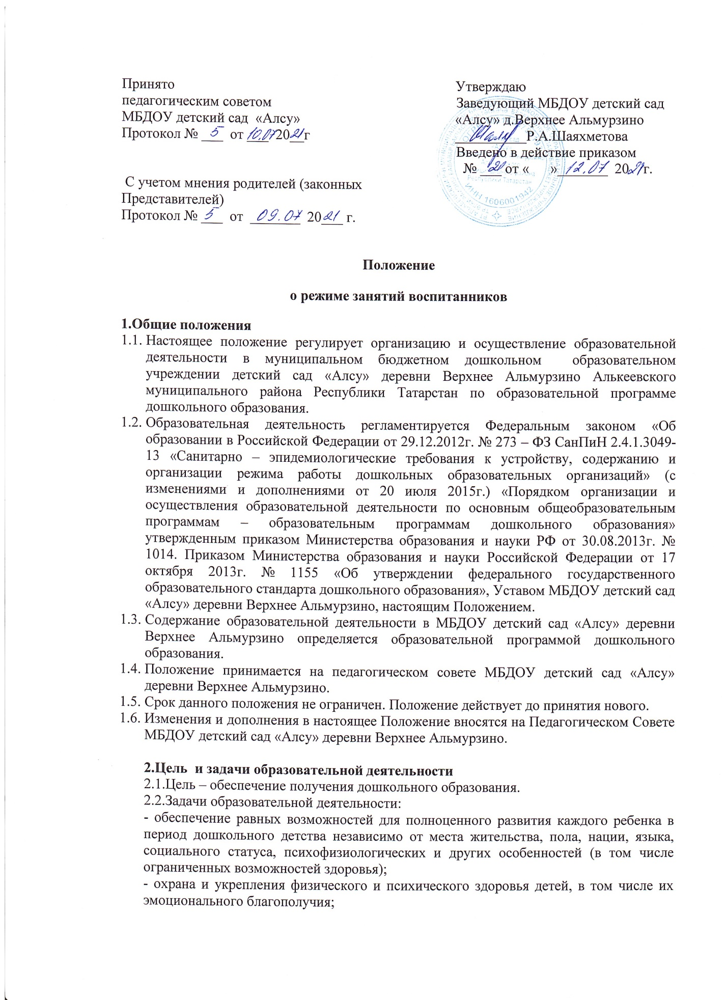 Принято
педагогическим советом
МБДОУ детский сад «Алсу»
Протокол № 5 от 10.07 2021г
С учетом мнения родителей (законных
Представителей)
Протокол № 5 от 09.07 2021 г.
Утверждаю
Заведующий МБДОУ детский сад
«Алсу» д.Верхнее Альмурзино
Р.А.Шаяхметова
Введено в действие приказом
№ 20 от « » 12.07 2021г.
Республики Татарстан
ИНН 1606001942
Положение
о режиме занятий воспитанников
1.Общие положения
1.1. Настоящее положение регулирует организацию и осуществление образовательной
деятельности в муниципальном бюджетном дошкольном образовательном
учреждении детский сад «Алсу» деревни Верхнее Альмурзино Алькеевского
муниципального района Республики Татарстан по образовательной программе
дошкольного образования.
1.2. Образовательная деятельность регламентируется Федеральным законом «Об
образовании в Российской Федерации от 29.12.2012г. № 273 – ФЗ СанПиН 2.4.1.3049-
13 «Санитарно – эпидемиологические требования к устройству, содержанию и
организации режима работы дошкольных образовательных организаций» (с
изменениями и дополнениями от 20 июля 2015г.) «Порядком организации и
осуществления образовательной деятельности по основным общеобразовательным
программам – образовательным программам дошкольного образования»
утвержденным приказом Министерства образования и науки РФ от 30.08.2013г. №
1014. Приказом Министерства образования и науки Российской Федерации от 17
октября 2013г. № 1155 «Об утверждении федерального государственного
образовательного стандарта дошкольного образования», Уставом МБДОУ детский сад
«Алсу» деревни Верхнее Альмурзино, настоящим Положением.
1.3. Содержание образовательной деятельности в МБДОУ детский сад «Алсу» деревни
Верхнее Альмурзино определяется образовательной программой дошкольного
образования.
1.4. Положение принимается на педагогическом совете МБДОУ детский сад «Алсу»
деревни Верхнее Альмурзино.
1.5. Срок данного положения не ограничен. Положение действует до принятия нового.
1.6. Изменения и дополнения в настоящее Положение вносятся на Педагогическом Совете
МБДОУ детский сад «Алсу» деревни Верхнее Альмурзино.
2.Цель и задачи образовательной деятельности
2.1.Цель – обеспечение получения дошкольного образования.
2.2.Задачи образовательной деятельности:
- обеспечение равных возможностей для полноценного развития каждого ребенка в
период дошкольного детства независимо от места жительства, пола, нации, языка,
социального статуса, психофизиологических и других особенностей (в том числе
ограниченных возможностей здоровья);
- охрана и укрепления физического и психического здоровья детей, в том числе их
эмоционального благополучия;